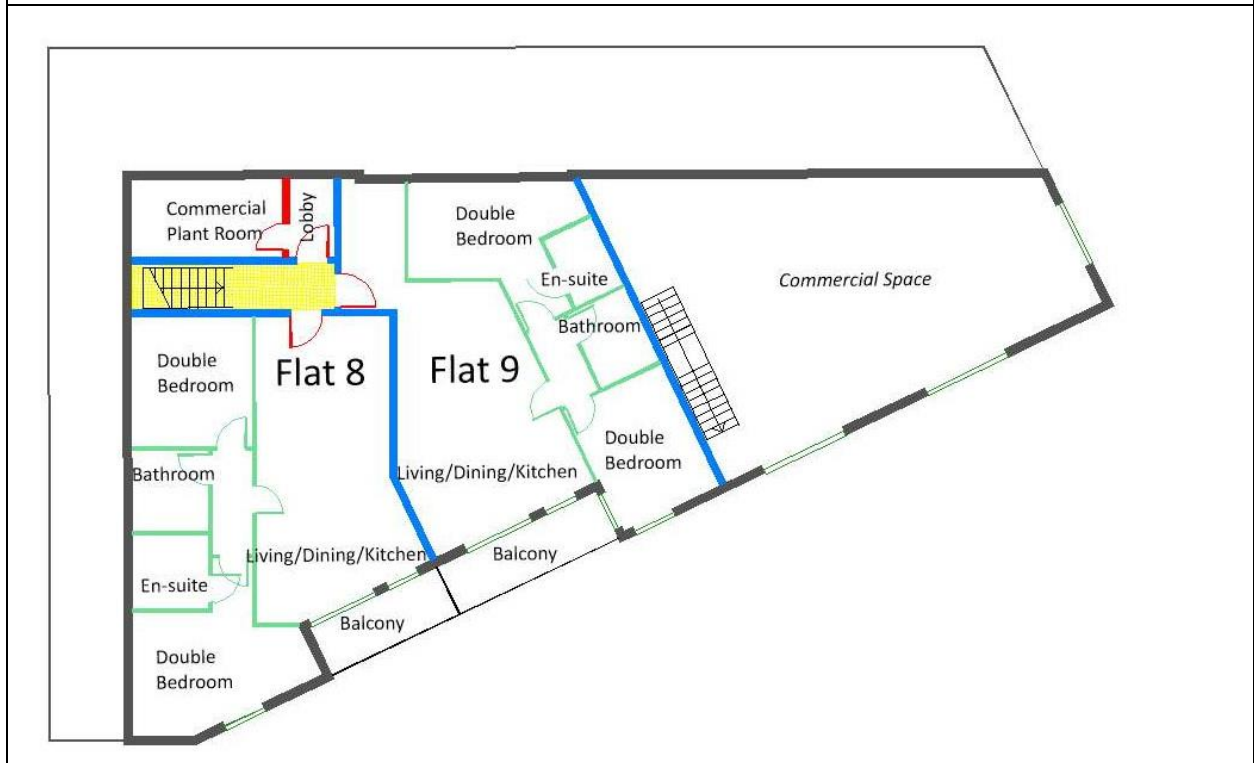 Commercial
Plant Room
Lobby
Double
Bedroom
En-suite
Bathroom
Commercial Space
Double
Bedroom
Flat 8
Flat 9
Double
Bedroom
Bathroom
Living/Dining/Kitchen
Living/Dining/Kitchen
Balcony
En-suite
Balcony
Double
Bedroom